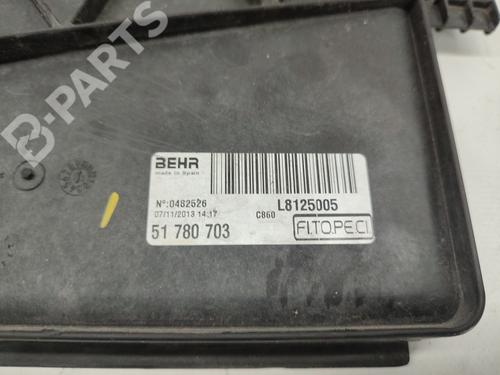 B-PARTS
BEHR
made in Spain
Nº:0482526
L8125005
07/11/2013 14:17
C860
51 780 703
FI.TO.PE.CI.